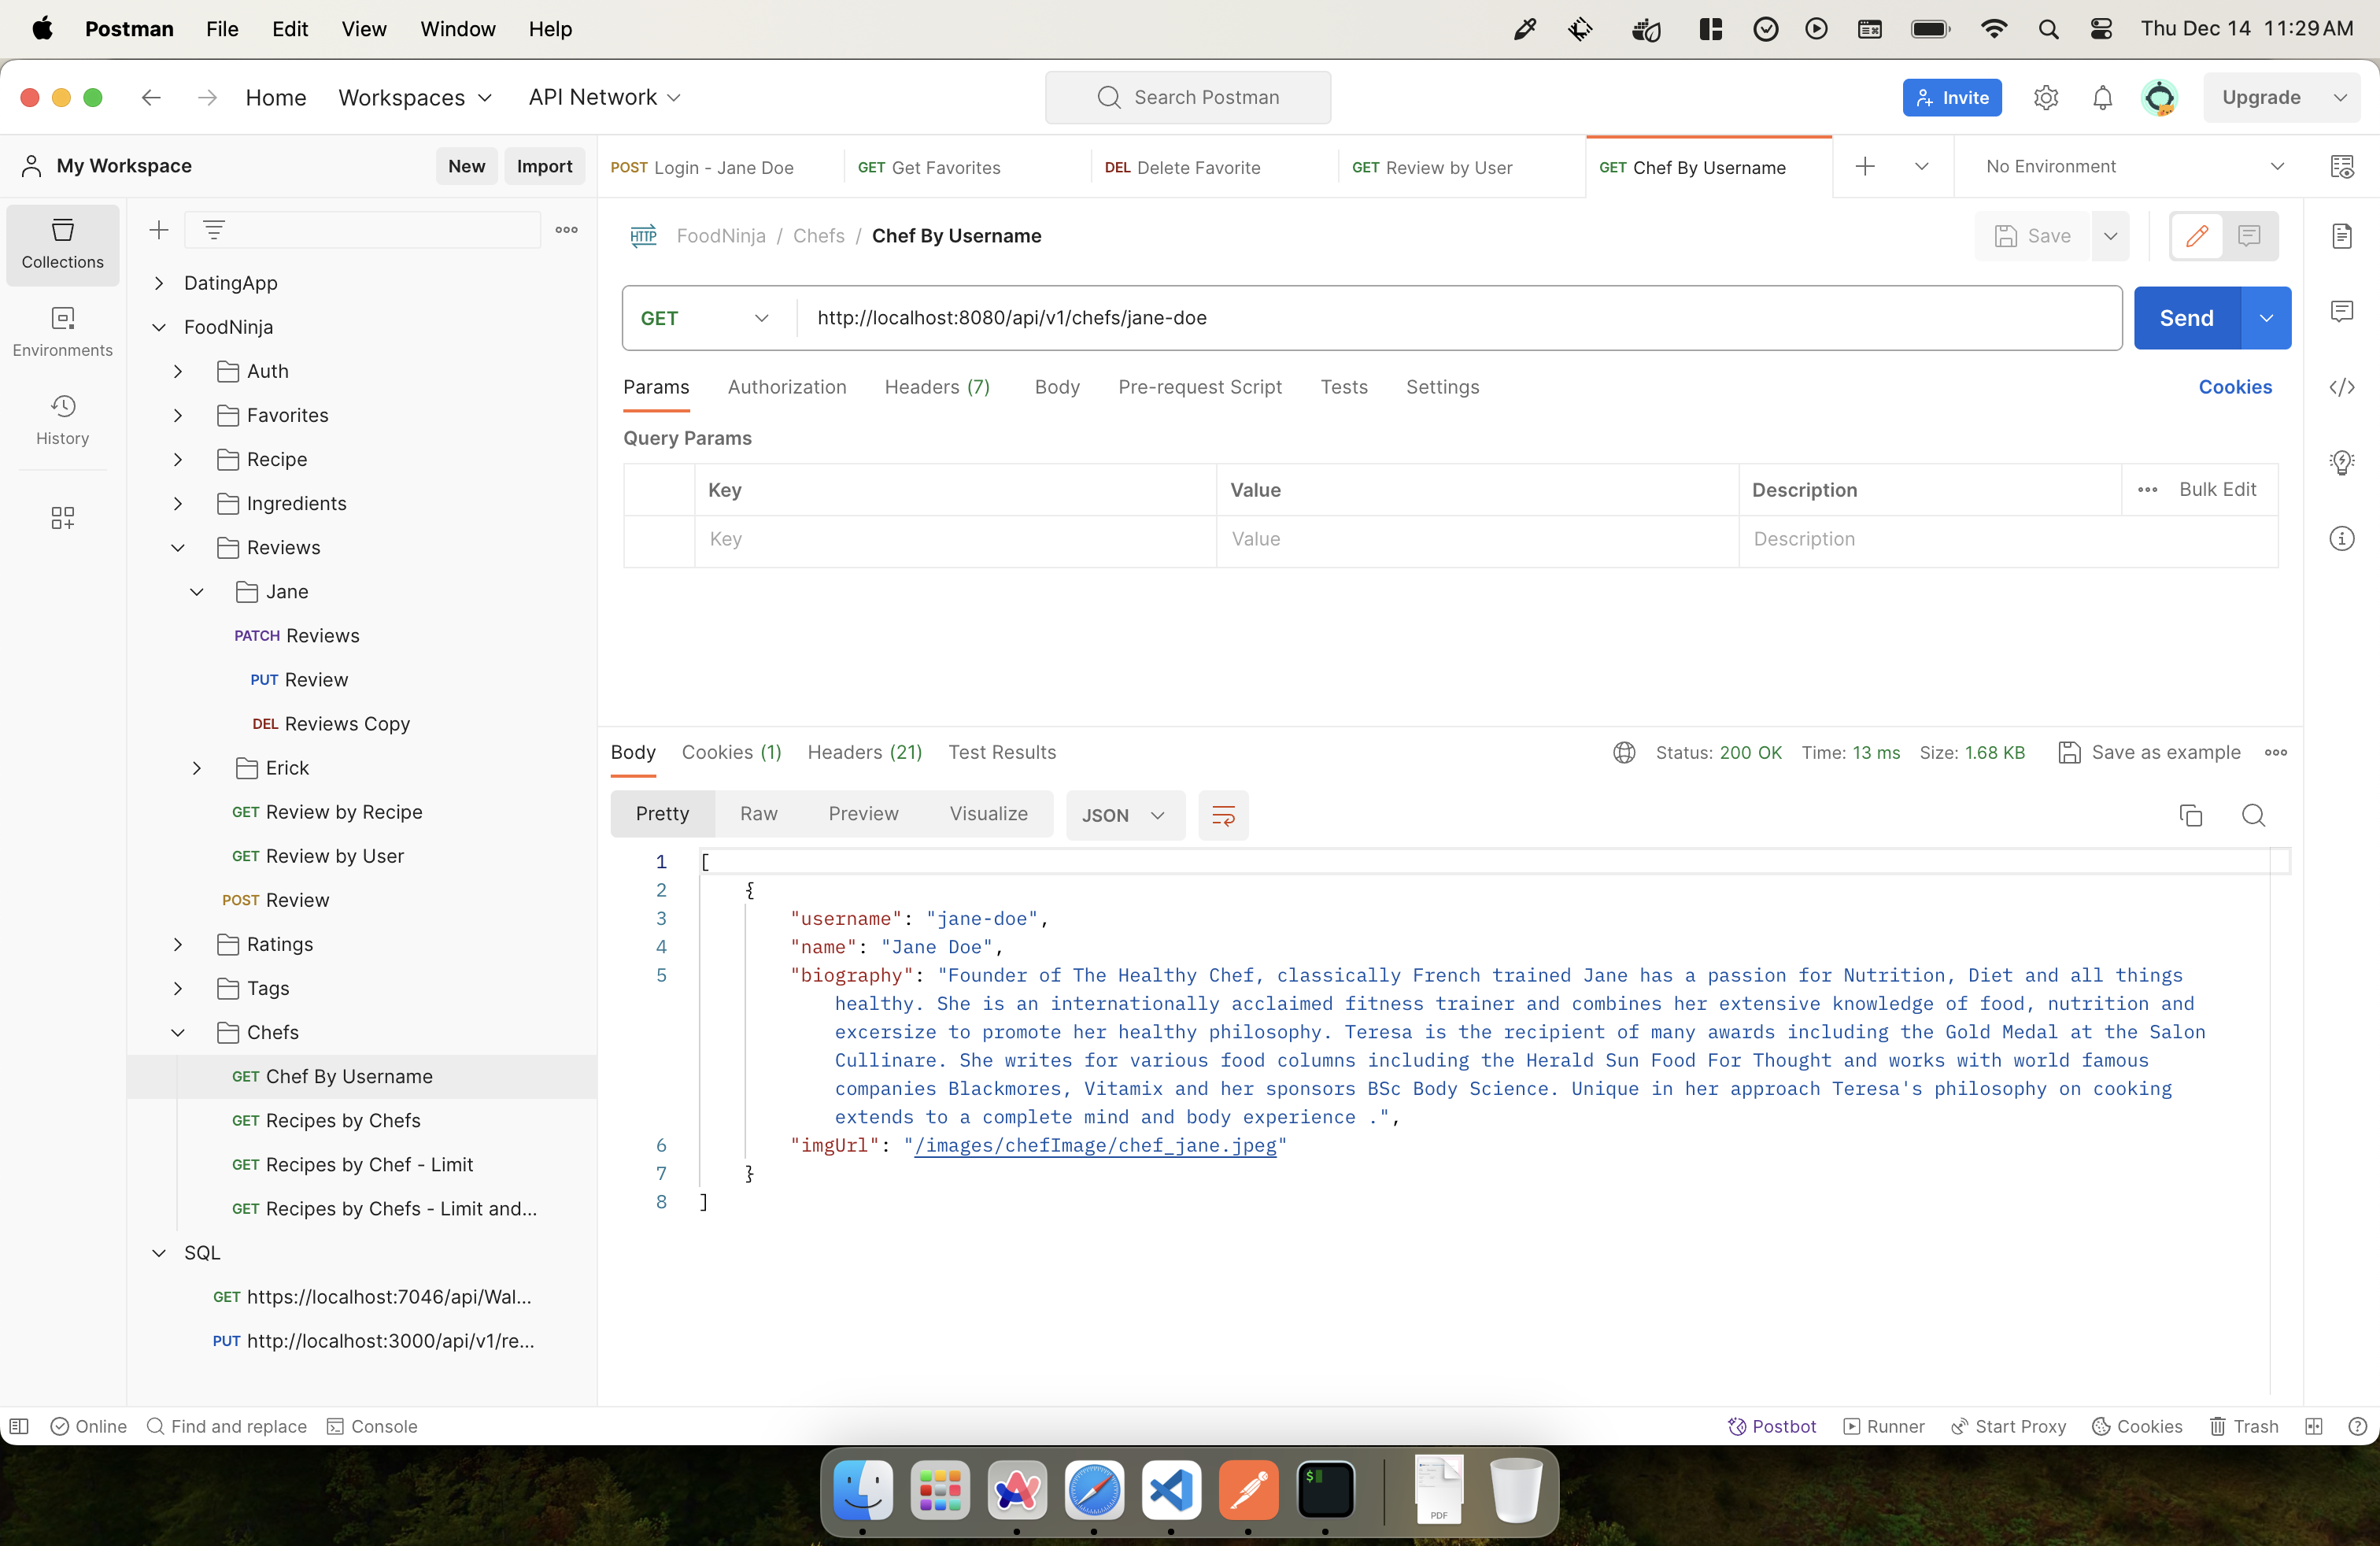 Postman File Edit View Window Help Thu Dec 14 11:29 AM
Home Workspaces API Network Search Postman Invite Upgrade
My Workspace New Import
POST Login - Jane Doe GET Get Favorites DEL Delete Favorite GET Review by User GET Chef By Username No Environment
Collections
Environments
History
DatingApp
FoodNinja
Auth
Favorites
Recipe
Ingredients
Reviews
Jane
PATCH Reviews
PUT Review
DEL Reviews Copy
Erick
GET Review by Recipe
GET Review by User
POST Review
Ratings
Tags
Chefs
GET Chef By Username
GET Recipes by Chefs
GET Recipes by Chef - Limit
GET Recipes by Chefs - Limit and...
SQL
GET https://localhost:7046/api/Wal...
PUT http://localhost:3000/api/v1/re...
HTTP FoodNinja / Chefs / Chef By Username Save
GET http://localhost:8080/api/v1/chefs/jane-doe Send
Params Authorization Headers (7) Body Pre-request Script Tests Settings Cookies
Query Params
Key Value Description Bulk Edit
Key Value Description
Body Cookies (1) Headers (21) Test Results Status: 200 OK Time: 13 ms Size: 1.68 KB Save as example
Pretty Raw Preview Visualize JSON
1 [
2 {
3 "username": "jane-doe",
4 "name": "Jane Doe",
5 "biography": "Founder of The Healthy Chef, classically French trained Jane has a passion for Nutrition, Diet and all things
healthy. She is an internationally acclaimed fitness trainer and combines her extensive knowledge of food, nutrition and
excersize to promote her healthy philosophy. Teresa is the recipient of many awards including the Gold Medal at the Salon
Cullinare. She writes for various food columns including the Herald Sun Food For Thought and works with world famous
companies Blackmores, Vitamix and her sponsors BSc Body Science. Unique in her approach Teresa's philosophy on cooking
extends to a complete mind and body experience .",
6 "imgUrl": "/images/chefImage/chef_jane.jpeg"
7 }
8 ]
Online Find and replace Console Postbot Runner Start Proxy Cookies Trash
$
PDF